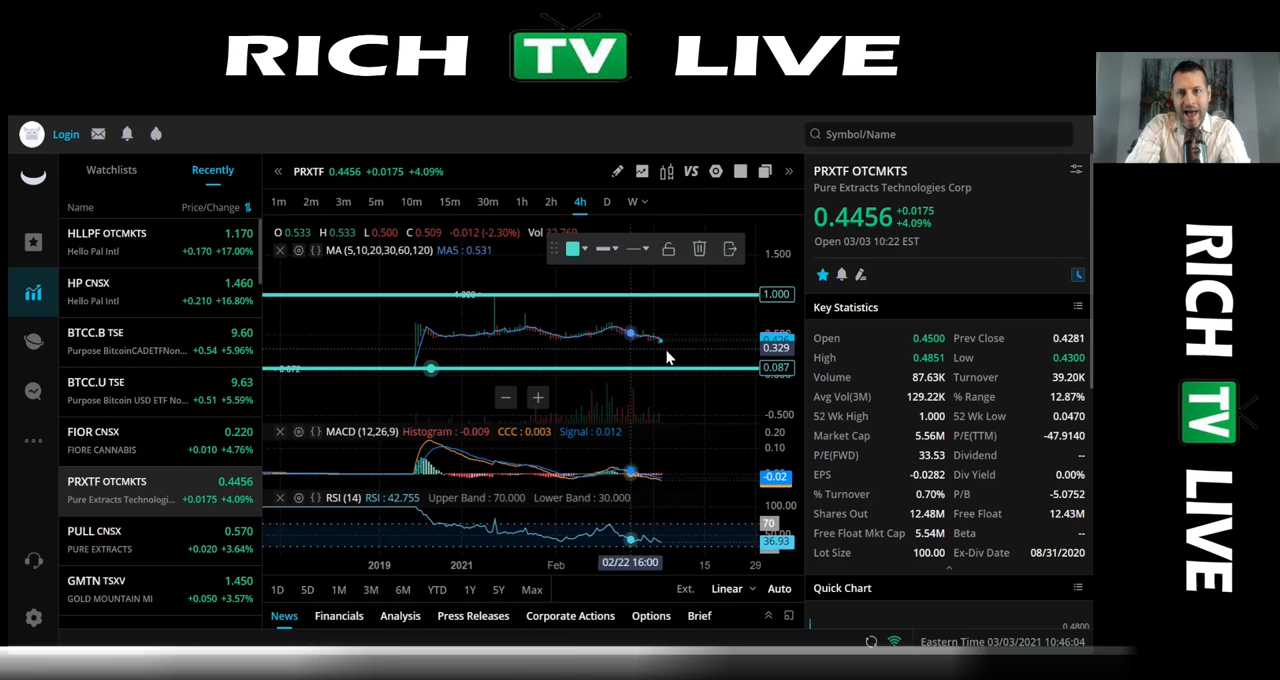 RICH TV LIVE
Login
Symbol/Name
Watchlists
Recently
Name
Price/Change
HLLPF OTCMKTS 1.170
Hello Pal Intl +0.170 +17.00%
HP CNSX 1.460
Hello Pal Intl +0.210 +16.80%
BTCC.B TSE 9.60
Purpose BitcoinCADETFNon... +0.54 +5.96%
BTCC.U TSE 9.63
Purpose Bitcoin USD ETF No... +0.51 +5.59%
FIOR CNSX 0.220
FIORE CANNABIS +0.010 +4.76%
PRXTF OTCMKTS 0.4456
Pure Extracts Technologi... +0.0175 +4.09%
PULL CNSX 0.570
PURE EXTRACTS +0.020 +3.64%
GMTN TSXV 1.450
GOLD MOUNTAIN MI +0.050 +3.57%
PRXTF 0.4456 +0.0175 +4.09%
VS
1m 2m 3m 5m 10m 15m 30m 1h 2h 4h D W
O 0.533 H 0.533 L 0.500 C 0.509 -0.012 (-2.30%) Vol
MA (5,10,20,30,60,120) MA5 : 0.531
1.500
1.000
0.329
0.087
-0.500
MACD (12,26,9) Histogram : -0.009 CCC : 0.003 Signal : 0.012
0.20
0.10
-0.02
RSI (14) RSI : 42.755 Upper Band : 70.000 Lower Band : 30.000
100.00
70
36.93
2019 2021 Feb 02/22 16:00 15 29
1D 5D 1M 3M 6M YTD 1Y 5Y Max
Ext. Linear Auto
News Financials Analysis Press Releases Corporate Actions Options Brief
PRXTF OTCMKTS
Pure Extracts Technologies Corp
0.4456 +0.0175
+4.09%
Open 03/03 10:22 EST
Key Statistics
Open 0.4500 Prev Close 0.4281
High 0.4851 Low 0.4300
Volume 87.63K Turnover 39.20K
Avg Vol(3M) 129.22K % Range 12.87%
52 Wk High 1.000 52 Wk Low 0.0470
Market Cap 5.56M P/E(TTM) -47.9140
P/E(FWD) 33.53 Dividend --
EPS -0.0282 Div Yield 0.00%
% Turnover 0.70% P/B -5.0752
Shares Out 12.48M Free Float 12.43M
Free Float Mkt Cap 5.54M Beta --
Lot Size 100.00 Ex-Div Date 08/31/2020
Quick Chart
0.4800
Eastern Time 03/03/2021 10:46:04
RICH TV LIVE